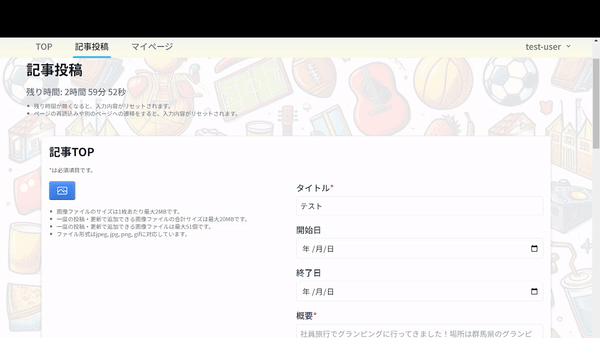 TOP 記事投稿 マイページ test-user
記事投稿
残り時間: 2時間 59分 52秒
残り時間が無くなると、入力内容がリセットされます。
ページの再読込みや別のページへの遷移をすると、入力内容がリセットされます。
記事TOP
*は必須項目です。
画像ファイルのサイズは1枚あたり最大2MBです。
一度の投稿・更新で追加できる画像ファイルの合計サイズは最大20MBです。
一度の投稿・更新で追加できる画像ファイルは最大51個です。
ファイル形式はjpeg, jpg, png, gifに対応しています。
タイトル*
テスト
開始日
年 /月/日
終了日
年 /月/日
概要*
社員旅行でグランピングに行ってきました！場所は群馬県のグランピ